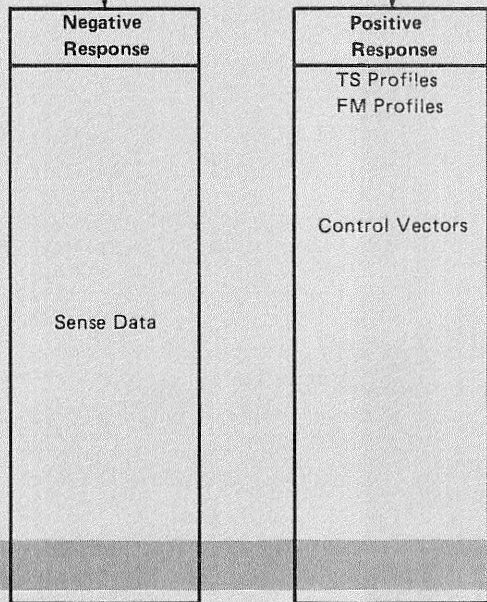 Negative
Response
Sense Data
Positive
Response
TS Profiles
FM Profiles
Control Vectors